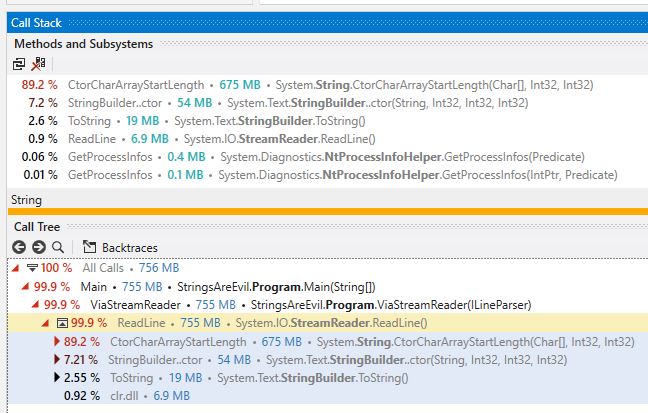 Call Stack
Methods and Subsystems
89.2 % CtorCharArrayStartLength • 675 MB • System.String.CtorCharArrayStartLength(Char[], Int32, Int32)
7.2 % StringBuilder..ctor • 54 MB • System.Text.StringBuilder..ctor(String, Int32, Int32, Int32)
2.6 % ToString • 19 MB • System.Text.StringBuilder.ToString()
0.9 % ReadLine • 6.9 MB • System.IO.StreamReader.ReadLine()
0.06 % GetProcessInfos • 0.4 MB • System.Diagnostics.NtProcessInfoHelper.GetProcessInfos(Predicate)
0.01 % GetProcessInfos • 0.1 MB • System.Diagnostics.NtProcessInfoHelper.GetProcessInfos(IntPtr, Predicate)
String
Call Tree
Backtraces
100 % All Calls • 756 MB
99.9 % Main • 755 MB • StringsAreEvil.Program.Main(String[])
99.9 % ViaStreamReader • 755 MB • StringsAreEvil.Program.ViaStreamReader(ILineParser)
99.9 % ReadLine • 755 MB • System.IO.StreamReader.ReadLine()
89.2 % CtorCharArrayStartLength • 675 MB • System.String.CtorCharArrayStartLength(Char[], Int32, Int32)
7.21 % StringBuilder..ctor • 54 MB • System.Text.StringBuilder..ctor(String, Int32, Int32, Int32)
2.55 % ToString • 19 MB • System.Text.StringBuilder.ToString()
0.92 % clr.dll • 6.9 MB